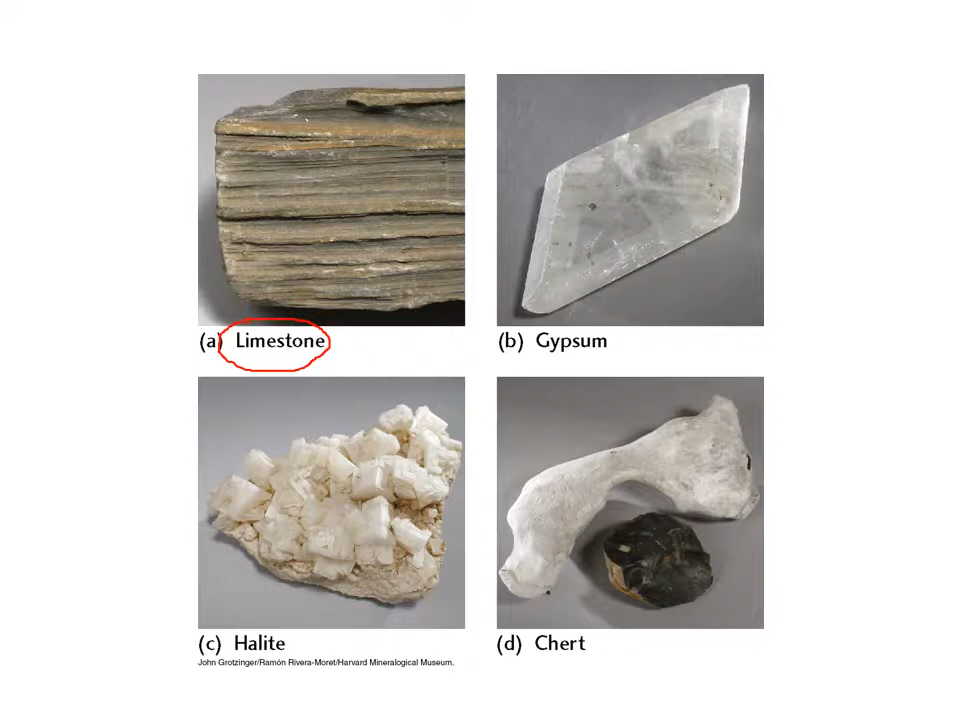 (a) Limestone
(b) Gypsum
(c) Halite
(d) Chert
John Grotzinger/Ramón Rivera-Moret/Harvard Mineralogical Museum.